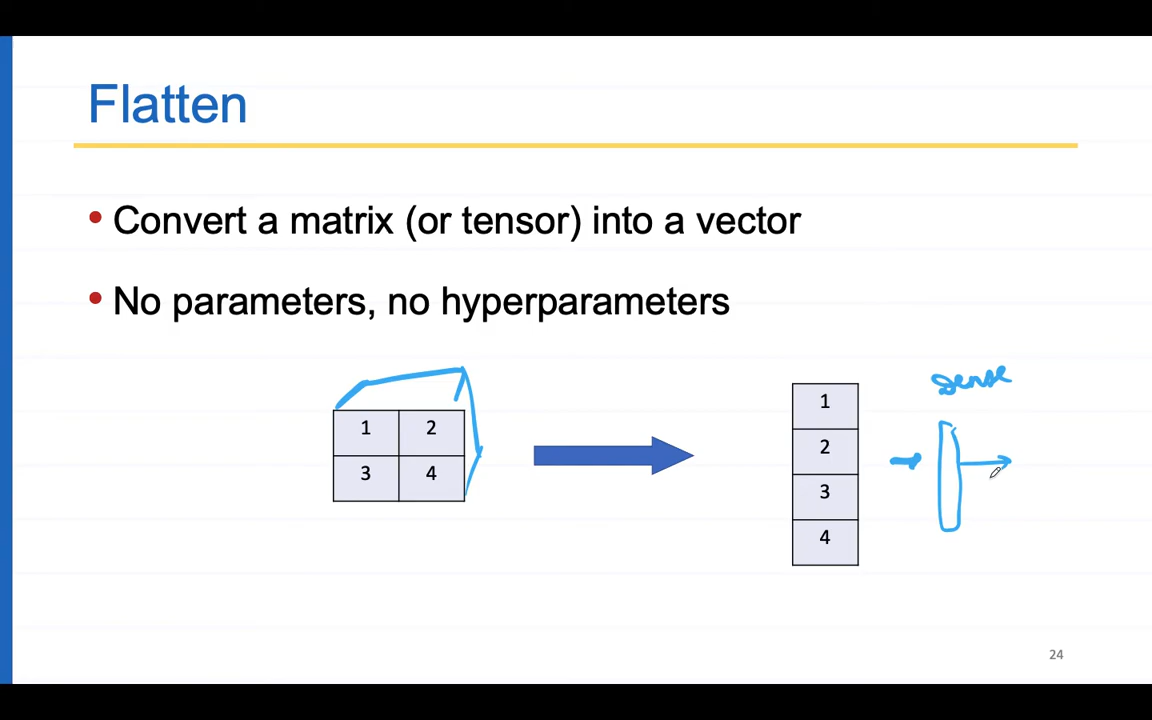 Flatten
• Convert a matrix (or tensor) into a vector
• No parameters, no hyperparameters
dense
1 2
3 4
1
2
3
4
24